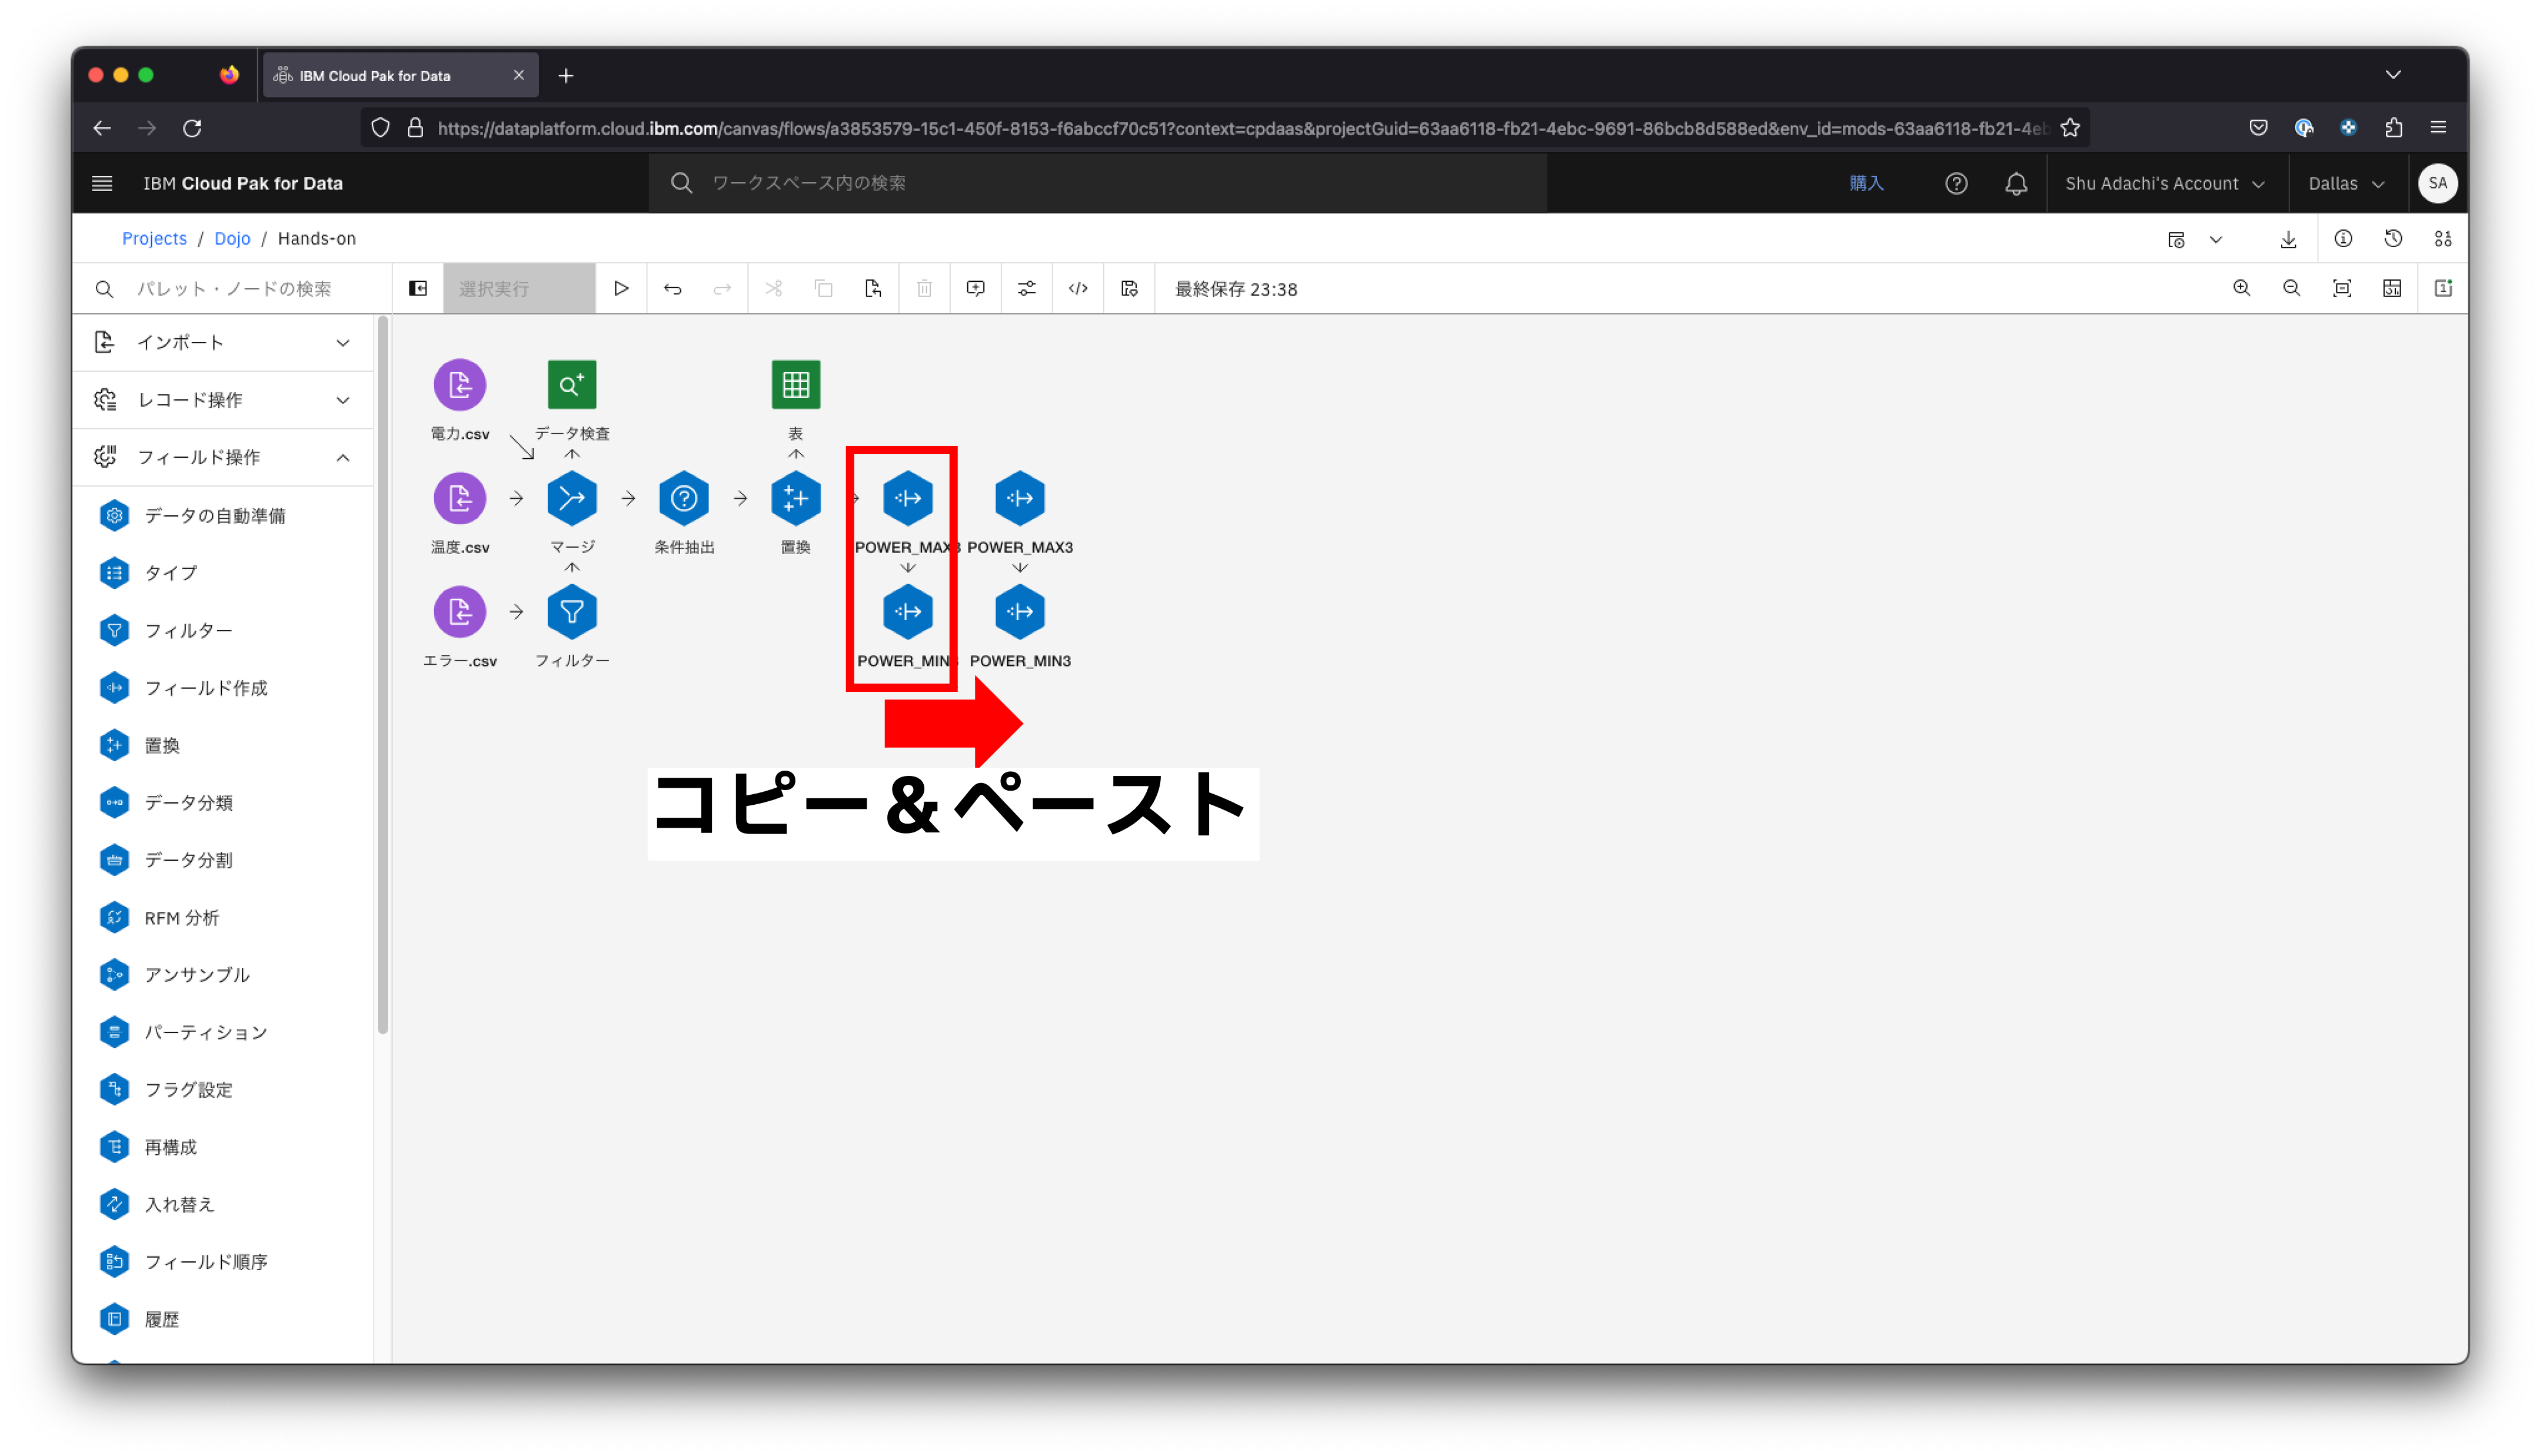 IBM Cloud Pak for Data
https://dataplatform.cloud.ibm.com/canvas/flows/a3853579-15c1-450f-8153-f6abccf70c51?context=cpdaas&projectGuid=63aa6118-fb21-4ebc-9691-86bcb8d588ed&env_id=mods-63aa6118-fb21-4eb
IBM Cloud Pak for Data
ワークスペース内の検索
購入
Shu Adachi's Account
Dallas
SA
Projects / Dojo / Hands-on
パレット・ノードの検索
選択実行
最終保存 23:38
インポート
レコード操作
フィールド操作
データの自動準備
タイプ
フィルター
フィールド作成
置換
データ分類
データ分割
RFM 分析
アンサンブル
パーティション
フラグ設定
再構成
入れ替え
フィールド順序
履歴
電力.csv
データ検査
表
温度.csv
マージ
条件抽出
置換
POWER_MAX3
POWER_MAX3
エラー.csv
フィルター
POWER_MIN3
POWER_MIN3
コピー＆ペースト